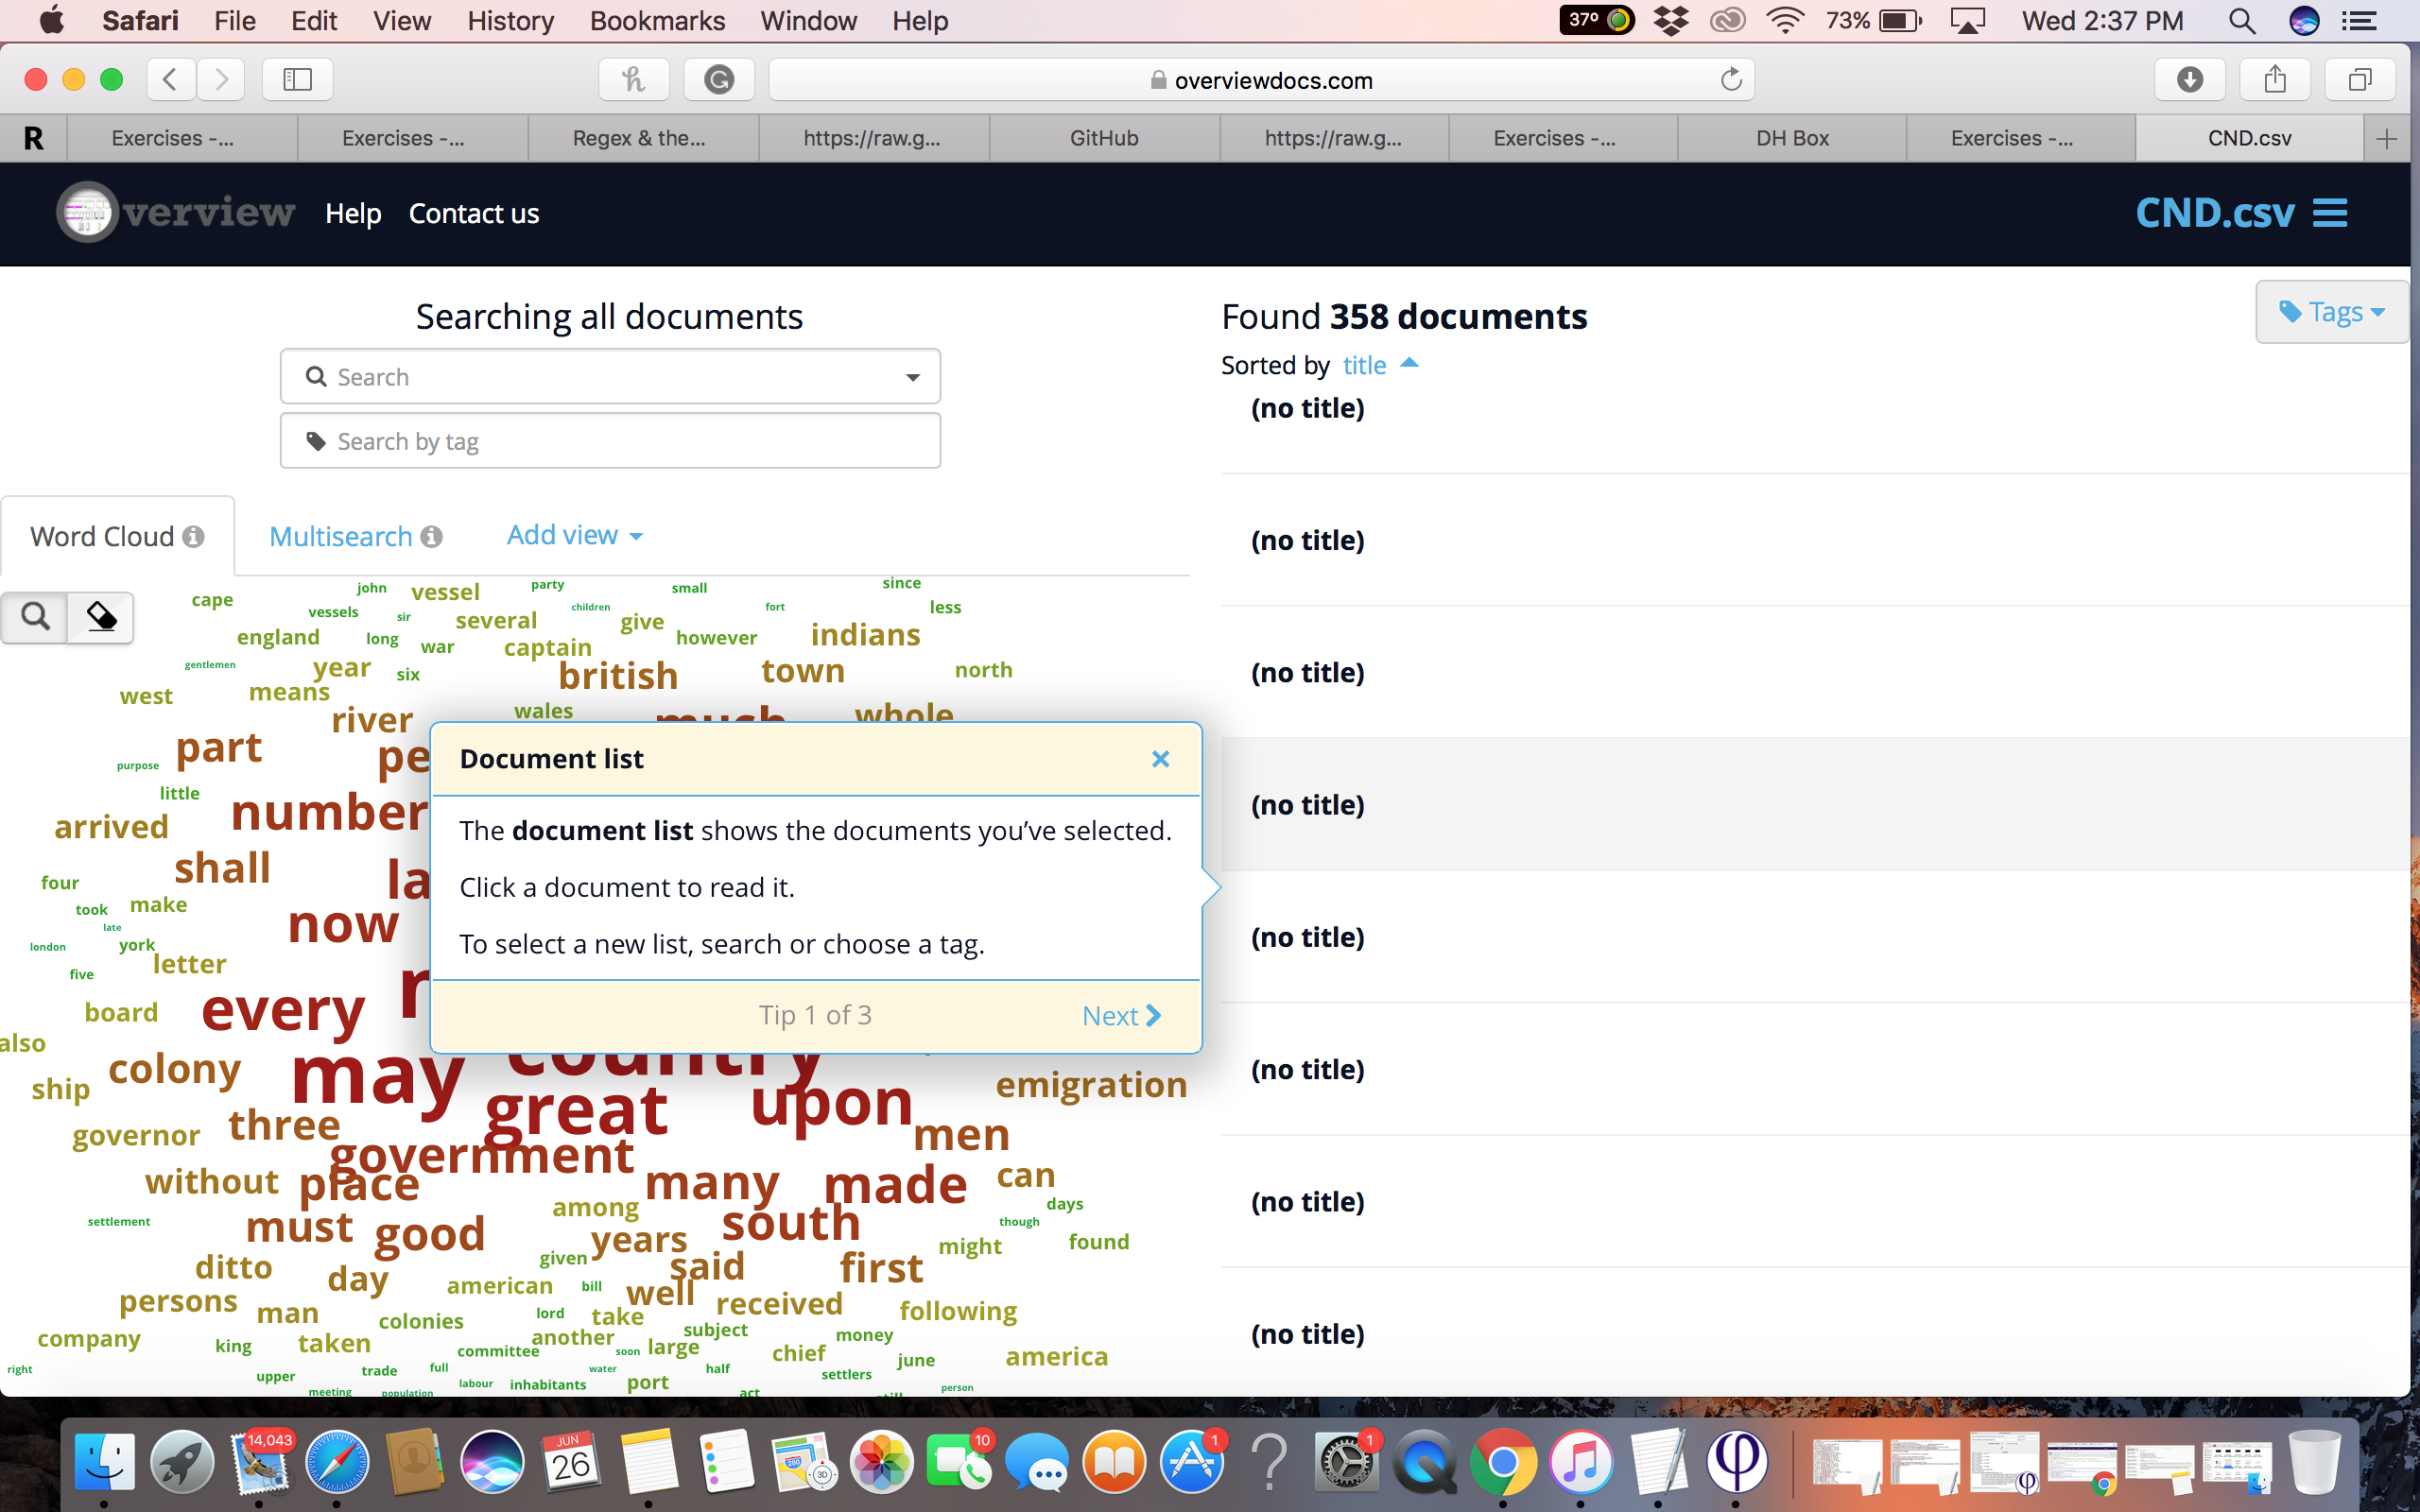 Safari File Edit View History Bookmarks Window Help 37º 73% Wed 2:37 PM
overviewdocs.com
R Exercises -... Exercises -... Regex & the... https://raw.g... GitHub https://raw.g... Exercises -... DH Box Exercises -... CND.csv
verview Help Contact us CND.csv
Searching all documents
Search
Search by tag
Word Cloud Multisearch Add view
john vessel party small since
cape vessels sir children fort less
several give
england long war captain however indians
gentlemen year six british town north
west means
river wales much whole
part pe
purpose
little
number
arrived
shall la
four
took make
late now
london york
five letter
every
board
also
colony may country great upon emigration
ship
governor three men
government
without place many made can
among days
settlement must good years south though
might found
given
ditto day said first
american bill well
persons man lord take received following
colonies
company king taken another subject money
committee soon large chief june america
right upper trade full water half settlers
meeting population labour inhabitants port act still person
Document list
The document list shows the documents you’ve selected.
Click a document to read it.
To select a new list, search or choose a tag.
Tip 1 of 3 Next
Found 358 documents
Tags
Sorted by title
(no title)
(no title)
(no title)
(no title)
(no title)
(no title)
(no title)
(no title)
14,043 JUN 26 280 3D 10 1 1